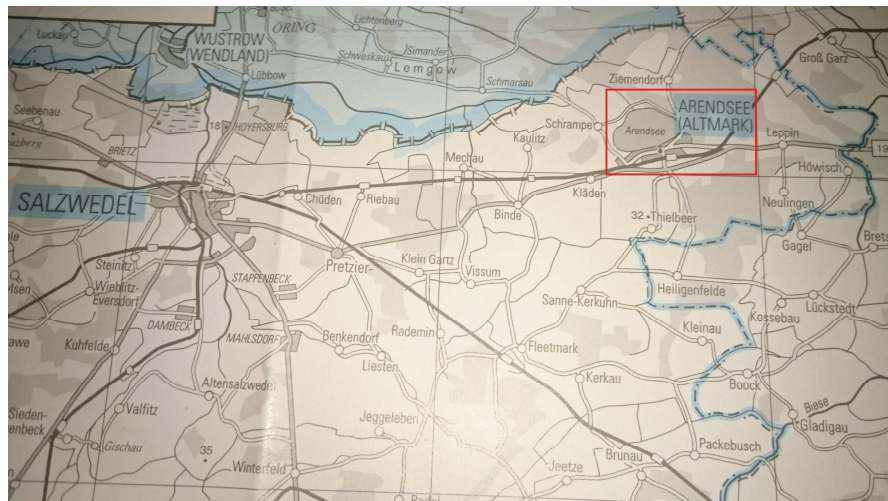 Luckau
WUSTROW
(WENDLAND)
Lübbow
ÖRING
Lichtenberg
Schweskau
Simander
Lemgow
Schmarsau
Ziemendorf
Groß Garz
Seebenau
BRIETZ
18
HOYERSBURG
Schrampe
Arendsee
ARENDSEE
(ALTMARK)
Kaulitz
Mechau
Leppin
19
Höwisch
SALZWEDEL
Chüden
Riebau
Binde
Kläden
Neulingen
32
Thielbeer
Gagel
Steinitz
Pretzier
Klein Gartz
Vissum
Wieblitz-
Eversdorf
STAPPENBECK
Heiligenfelde
Sanne-Kerkuhn
Lückstedt
Kossebau
DAMBECK
MAHLSDORF
Rademin
Kleinau
Kuhfelde
Benkendorf
Liesten
Fleetmark
Altensalzwedel
Kerkau
Boock
Valfitz
Jeggeleben
Biese
Gladigau
Gischau
35
Winterfeld
Brunau
Packebusch
Jeetze